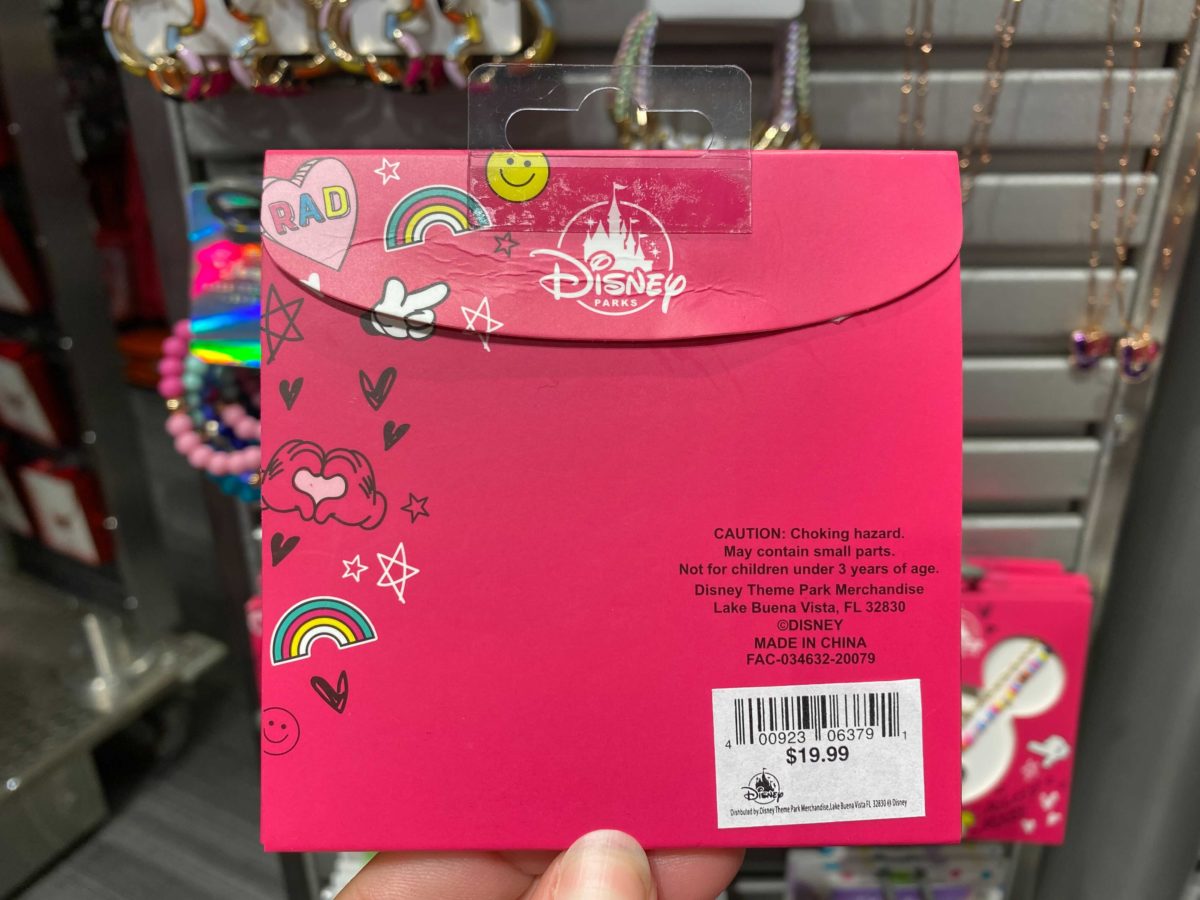 RAD
Disney
PARKS
CAUTION: Choking hazard.
May contain small parts.
Not for children under 3 years of age.
Disney Theme Park Merchandise
Lake Buena Vista, FL 32830
©DISNEY
MADE IN CHINA
FAC-034632-20079
4 00923 06379 1
$19.99
Disney
Distributed by Disney Theme Park Merchandise, Lake Buena Vista FL 32830 © Disney